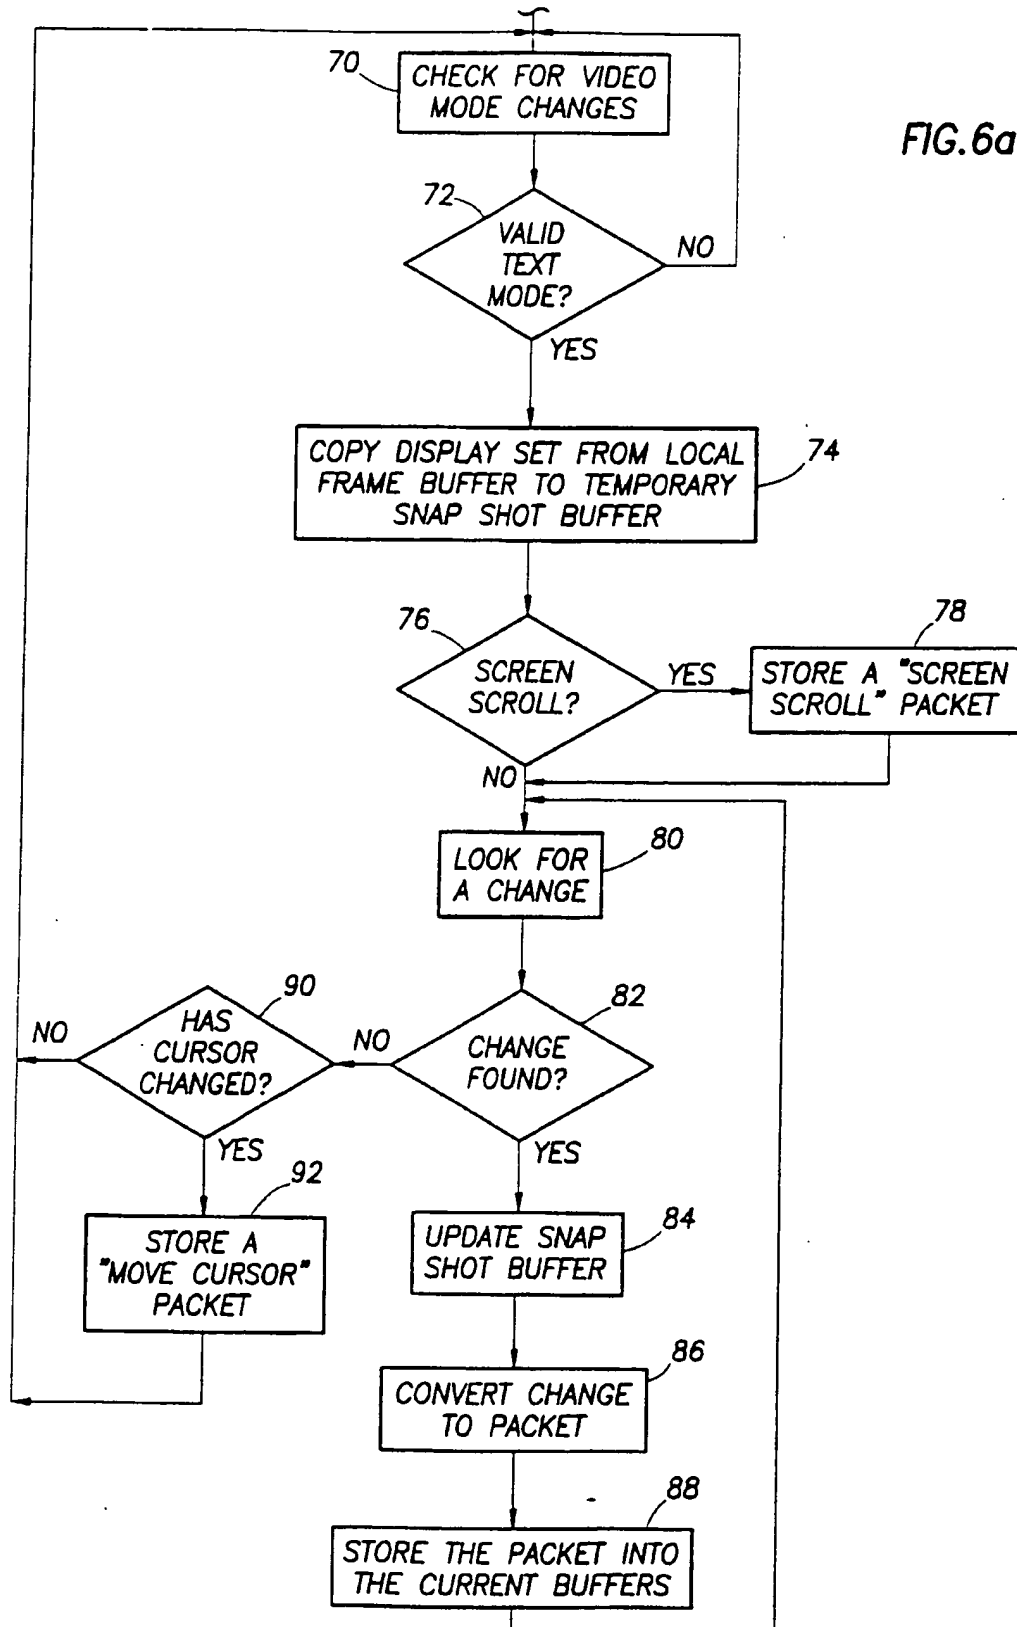 70
CHECK FOR VIDEO
MODE CHANGES
FIG.6a
72
VALID
TEXT
MODE?
NO
YES
COPY DISPLAY SET FROM LOCAL
FRAME BUFFER TO TEMPORARY
SNAP SHOT BUFFER
74
76
SCREEN
SCROLL?
YES
78
STORE A "SCREEN
SCROLL" PACKET
NO
LOOK FOR
A CHANGE
80
90
HAS
CURSOR
CHANGED?
NO
82
CHANGE
FOUND?
NO
YES
92
STORE A
"MOVE CURSOR"
PACKET
YES
UPDATE SNAP
SHOT BUFFER
84
CONVERT CHANGE
TO PACKET
86
STORE THE PACKET INTO
THE CURRENT BUFFERS
88